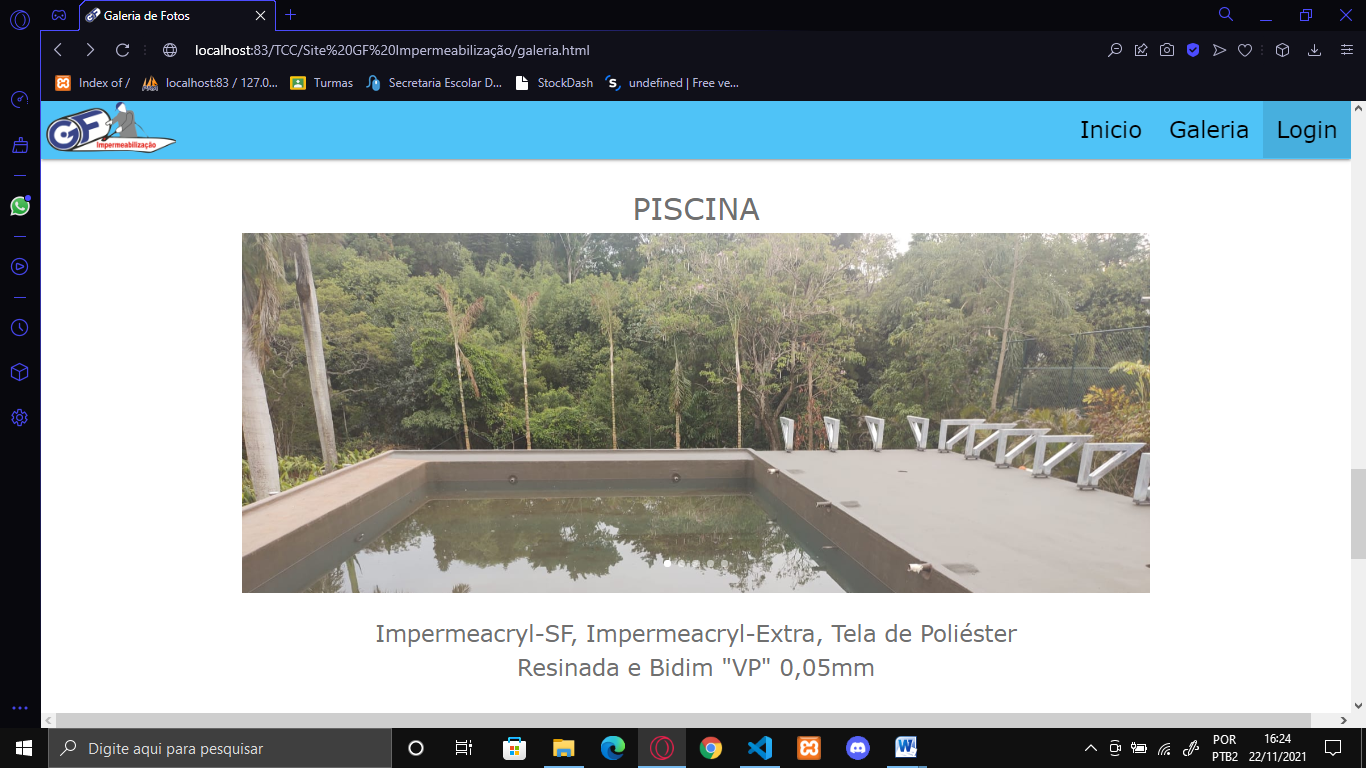 Galeria de Fotos
localhost:83/TCC/Site%20GF%20Impermeabilização/galeria.html
Index of /
localhost:83 / 127.0...
Turmas
Secretaria Escolar D...
StockDash
undefined | Free ve...
GF
Impermeabilização
Inicio
Galeria
Login
PISCINA
Impermeacryl-SF, Impermeacryl-Extra, Tela de Poliéster
Resinada e Bidim "VP" 0,05mm
Digite aqui para pesquisar
POR
PTB2
16:24
22/11/2021